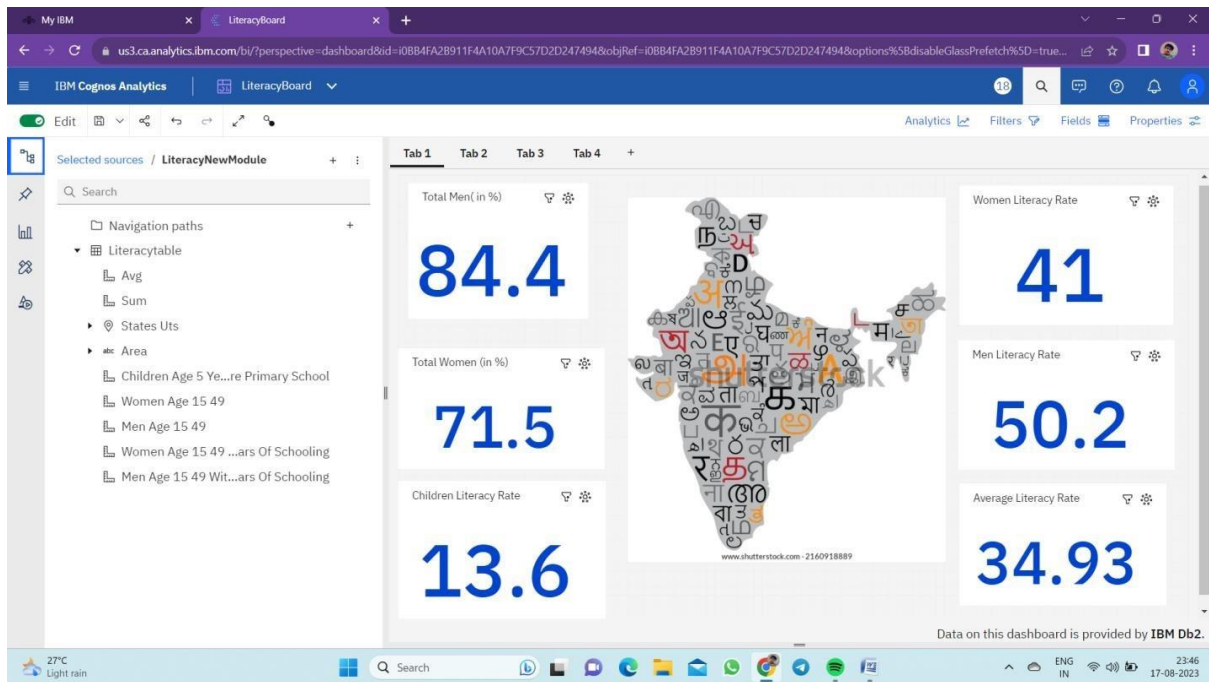 My IBM
LiteracyBoard
us3.ca.analytics.ibm.com/bi/?perspective=dashboard&id=i0BB4FA2B911F4A10A7F9C57D2D247494&objRef=i0BB4FA2B911F4A10A7F9C57D2D247494&options%5BdisableGlassPrefetch%5D=true...
IBM Cognos Analytics
LiteracyBoard
18
Edit
Analytics Filters Fields Properties
Selected sources / LiteracyNewModule
Tab 1 Tab 2 Tab 3 Tab 4
Search
Navigation paths
Literacytable
Avg
Sum
States Uts
abc Area
Children Age 5 Ye...re Primary School
Women Age 15 49
Men Age 15 49
Women Age 15 49 ...ars Of Schooling
Men Age 15 49 Wit...ars Of Schooling
Total Men( in %)
84.4
Total Women (in %)
71.5
Children Literacy Rate
13.6
shutterstock
www.shutterstock.com · 2160918889
Women Literacy Rate
41
Men Literacy Rate
50.2
Average Literacy Rate
34.93
Data on this dashboard is provided by IBM Db2.
27°C
Light rain
Search
ENG
IN
23:46
17-08-2023